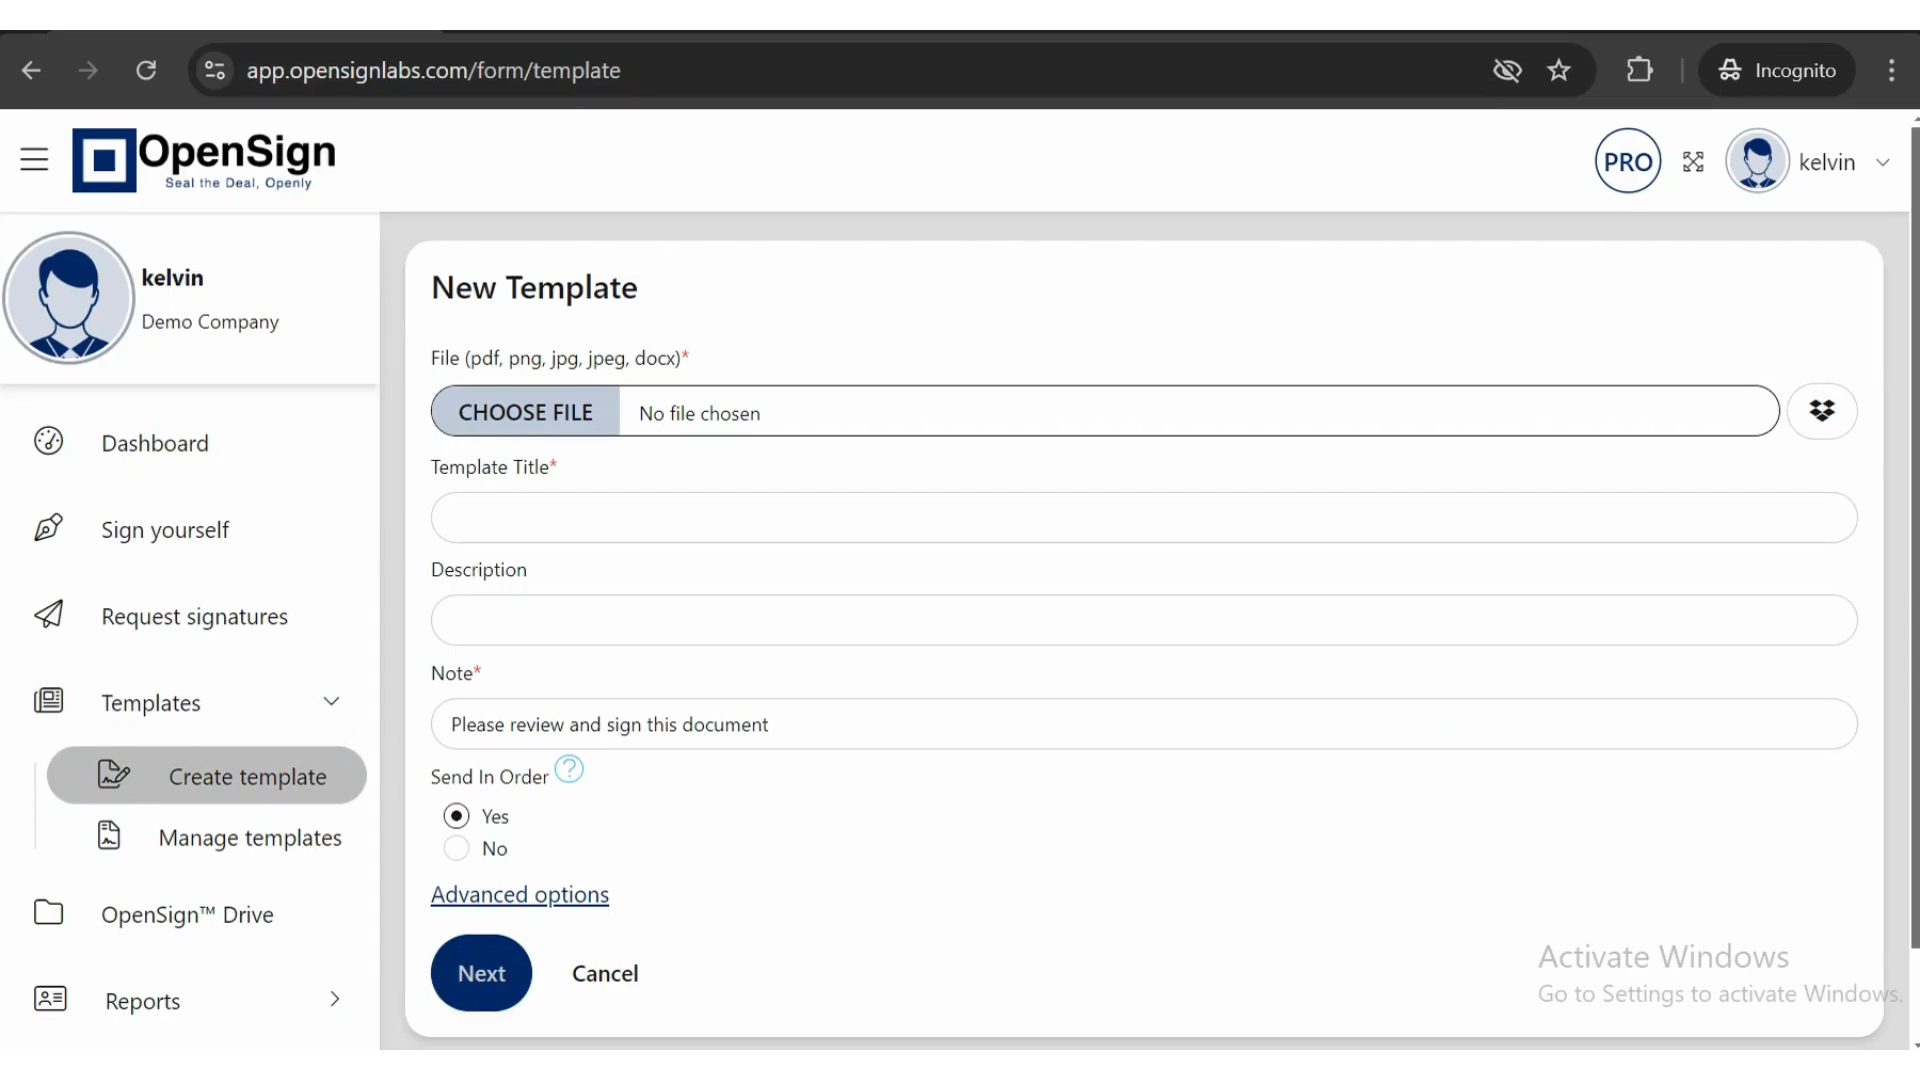 app.opensignlabs.com/form/template
Incognito
OpenSign
Seal the Deal, Openly
PRO
kelvin
kelvin
Demo Company
Dashboard
Sign yourself
Request signatures
Templates
Create template
Manage templates
OpenSign™ Drive
Reports
New Template
File (pdf, png, jpg, jpeg, docx)*
CHOOSE FILE No file chosen
Template Title*
Description
Note*
Please review and sign this document
Send In Order ?
Yes
No
Advanced options
Next Cancel
Activate Windows
Go to Settings to activate Windows.